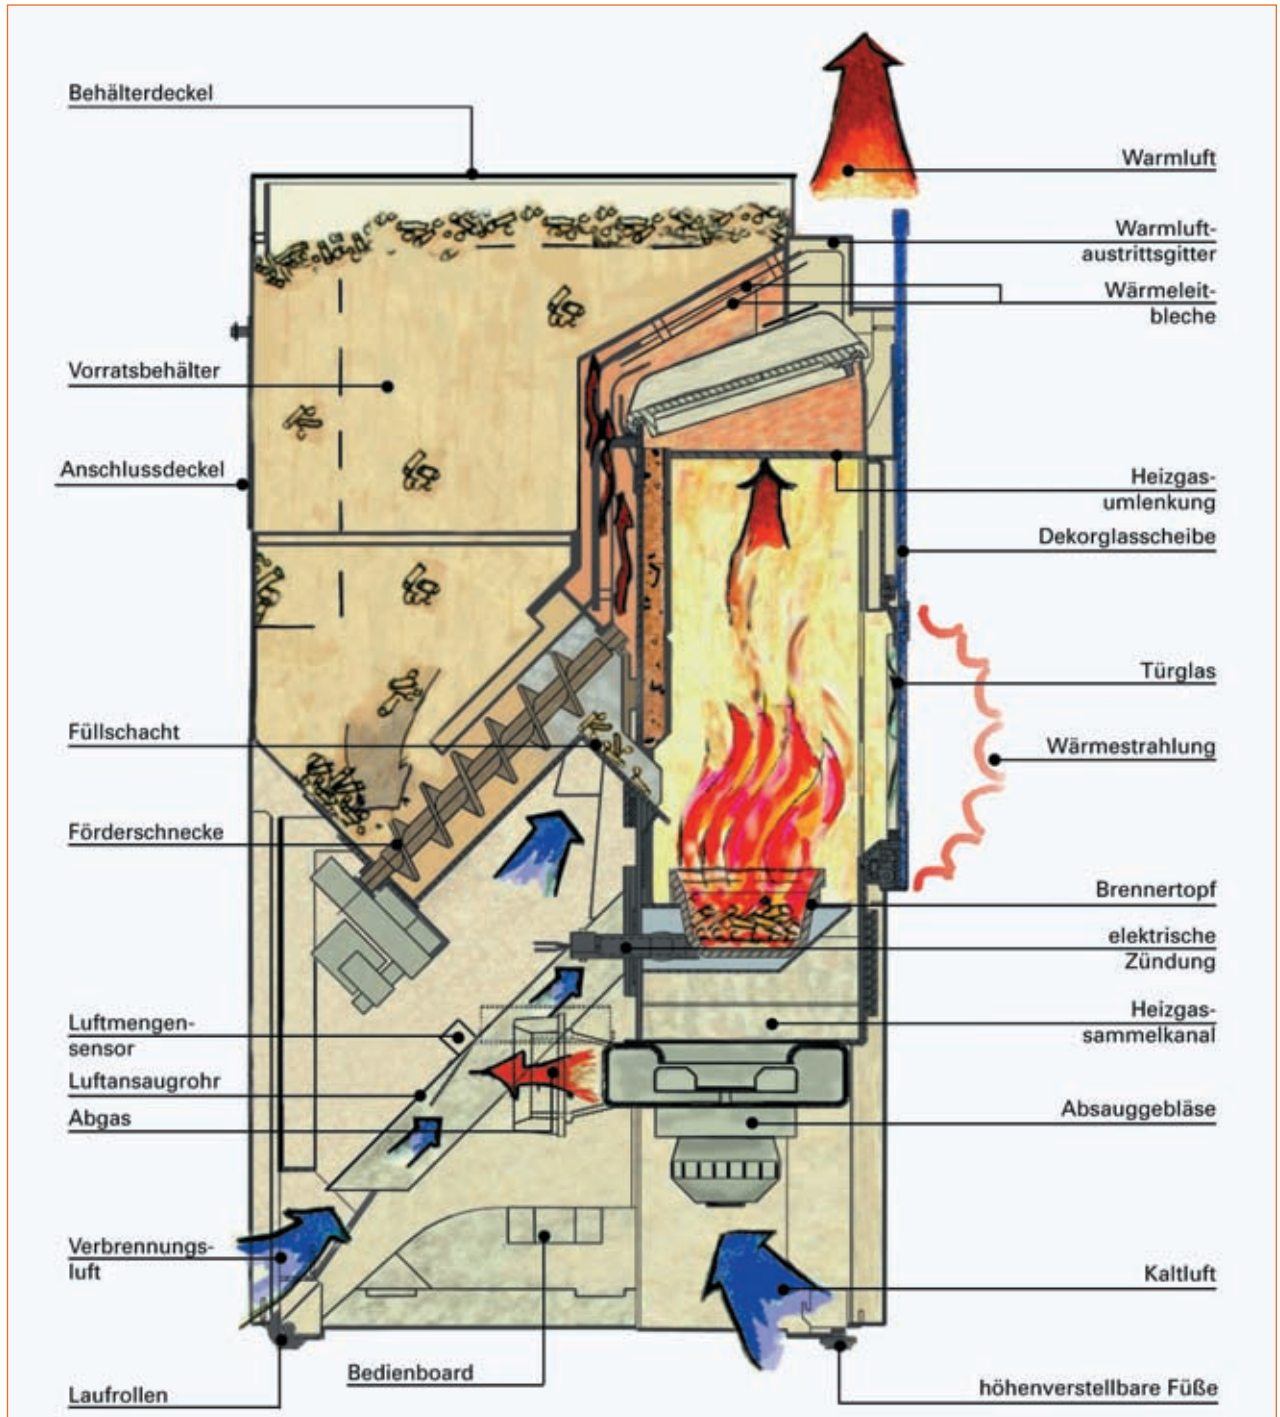 Behälterdeckel
Vorratsbehälter
Anschlussdeckel
Füllschacht
Förderschnecke
Luftmengen-
sensor
Luftansaugrohr
Abgas
Verbrennungs-
luft
Laufrollen
Bedienboard
Warmluft
Warmluft-
austrittsgitter
Wärmeleit-
bleche
Heizgas-
umlenkung
Dekorglasscheibe
Türglas
Wärmestrahlung
Brennertopf
elektrische
Zündung
Heizgas-
sammelkanal
Absauggebläse
Kaltluft
höhenverstellbare Füße